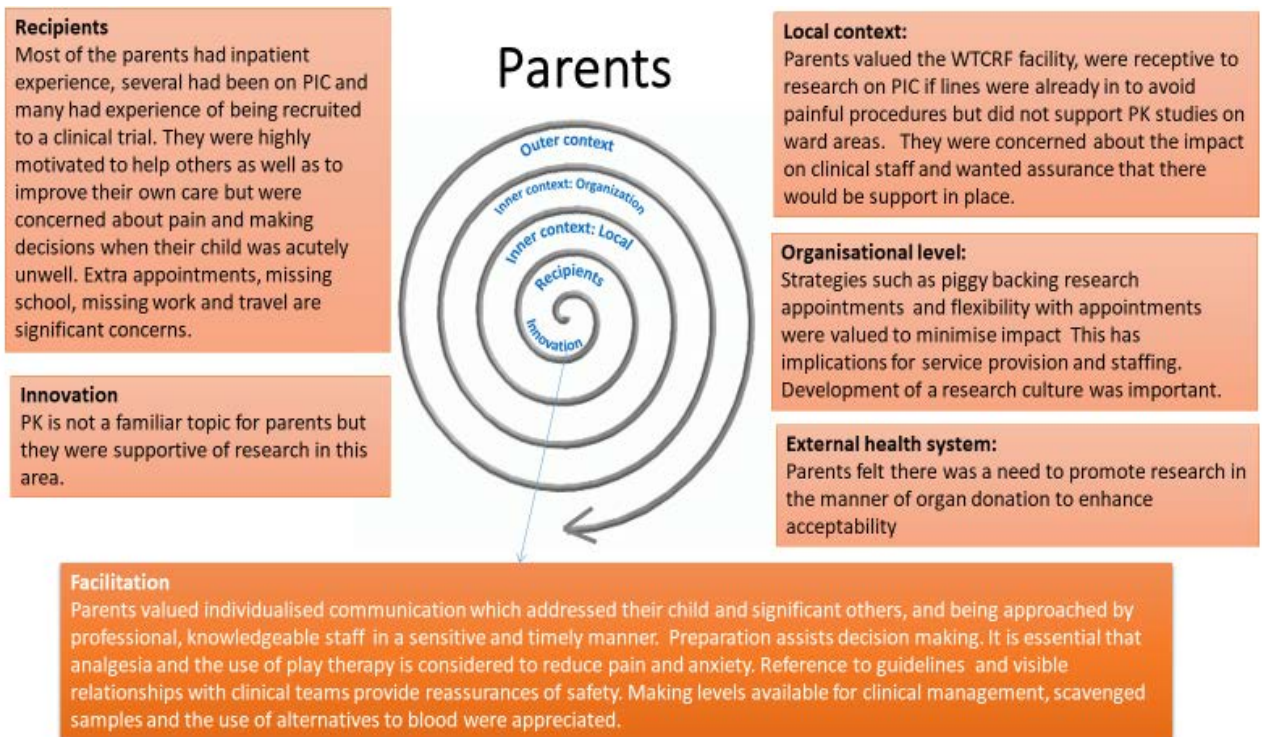 Recipients
Most of the parents had inpatient
experience, several had been on PIC and
many had experience of being recruited
to a clinical trial. They were highly
motivated to help others as well as to
improve their own care but were
concerned about pain and making
decisions when their child was acutely
unwell. Extra appointments, missing
school, missing work and travel are
significant concerns.
Innovation
PK is not a familiar topic for parents but
they were supportive of research in this
area.
Parents
Outer context
Inner context: Organization
Inner context: Local
Recipients
Innovation
Local context:
Parents valued the WTCRF facility, were receptive to
research on PIC if lines were already in to avoid
painful procedures but did not support PK studies on
ward areas. They were concerned about the impact
on clinical staff and wanted assurance that there
would be support in place.
Organisational level:
Strategies such as piggy backing research
appointments and flexibility with appointments
were valued to minimise impact This has
implications for service provision and staffing.
Development of a research culture was important.
External health system:
Parents felt there was a need to promote research in
the manner of organ donation to enhance
acceptability
Facilitation
Parents valued individualised communication which addressed their child and significant others, and being approached by
professional, knowledgeable staff in a sensitive and timely manner. Preparation assists decision making. It is essential that
analgesia and the use of play therapy is considered to reduce pain and anxiety. Reference to guidelines and visible
relationships with clinical teams provide reassurances of safety. Making levels available for clinical management, scavenged
samples and the use of alternatives to blood were appreciated.